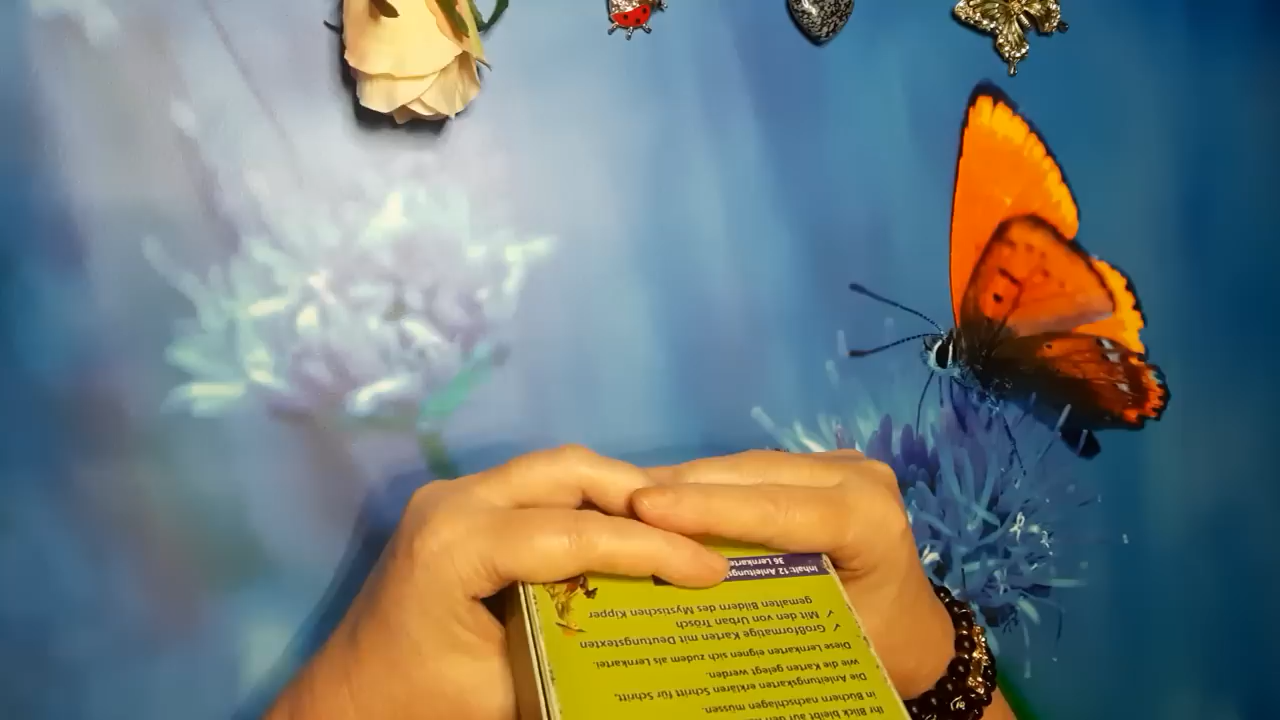 Ihr Blick bleibt auf den
in Büchern nachschlagen müssen.
Die Anleitungskarten erklären Schritt für Schritt,
wie die Karten gelegt werden.
Diese Lernkarten eignen sich zudem als Lernkartei.
✓ Großformatige Karten mit Deutungstexten
✓ Mit den von Urban Trösch
gemalten Bildern des Mystischen Kipper
Inhalt: 12
36